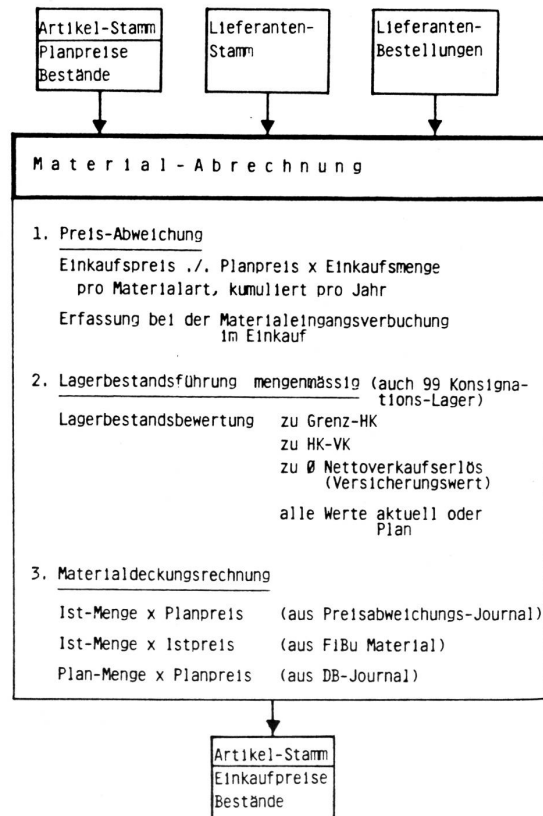 Artikel-Stamm
Planpreise
Bestände
Lieferanten-
Stamm
Lieferanten-
Bestellungen
Material-Abrechnung
1. Preis-Abweichung
Einkaufspreis ./. Planpreis x Einkaufsmenge
pro Materialart, kumuliert pro Jahr
Erfassung bei der Materialeingangsverbuchung
im Einkauf
2. Lagerbestandsführung mengenmässig (auch 99 Konsigna-
tions-Lager)
Lagerbestandsbewertung zu Grenz-HK
zu HK-VK
zu Ø Nettoverkaufserlös
(Versicherungswert)
alle Werte aktuell oder
Plan
3. Materialdeckungsrechnung
Ist-Menge x Planpreis (aus Preisabweichungs-Journal)
Ist-Menge x Istpreis (aus FiBu Material)
Plan-Menge x Planpreis (aus DB-Journal)
Artikel-Stamm
Einkaufpreise
Bestände